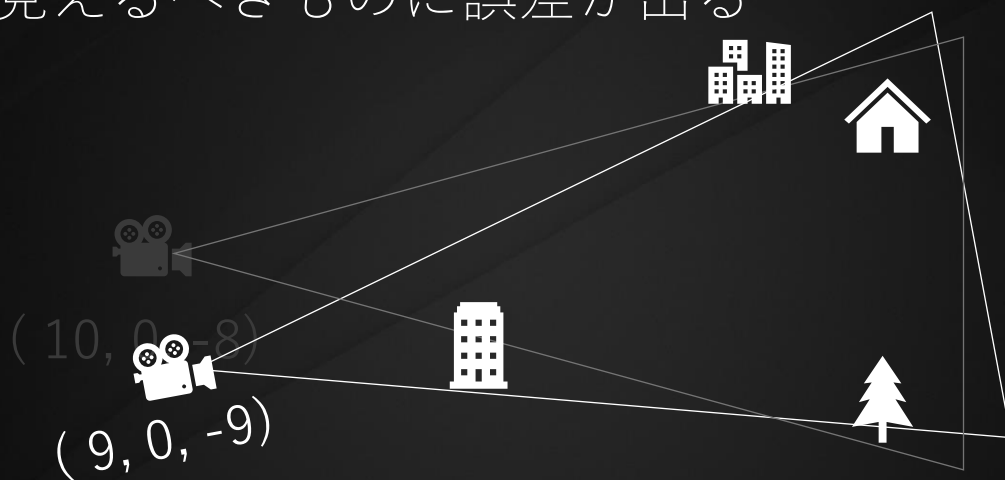 見えるべきものに誤差が出る
( 10, 0, -8)
( 9, 0, -9)